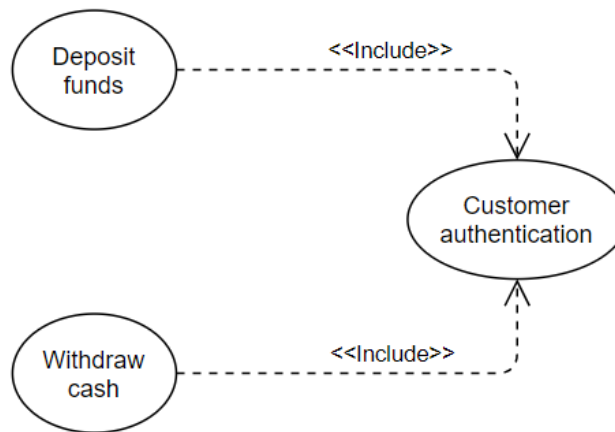 Deposit
funds
<<Include>>
Customer
authentication
Withdraw
cash
<<Include>>